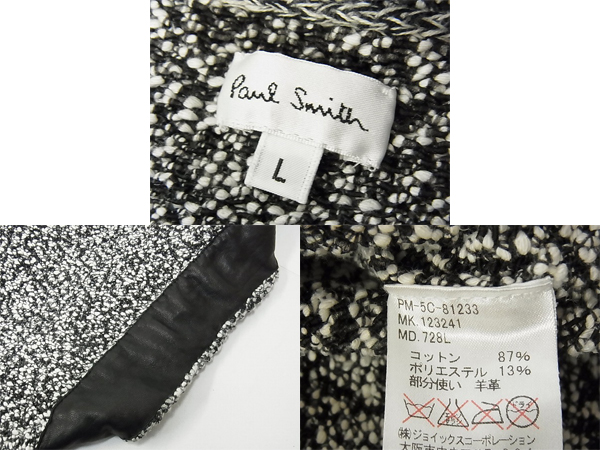 Paul Smith
L
PM-5C-81233
MK.123241
MD.728L
コットン 87%
ポリエステル 13%
部分使い 羊革
㈱ジョイックスコーポレーション